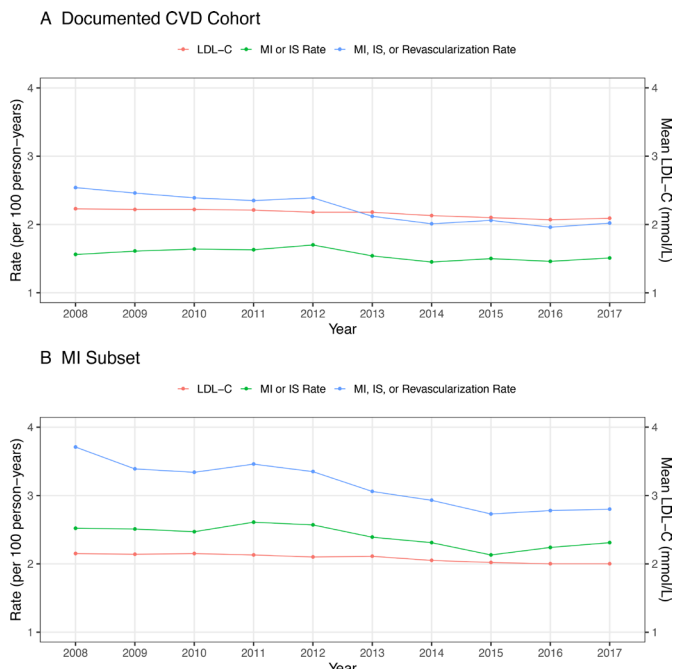 A Documented CVD Cohort
LDL−C MI or IS Rate MI, IS, or Revascularization Rate
4 4
3 3
2 2
1 1
Rate (per 100 person−years)
Mean LDL−C (mmol/L)
2008 2009 2010 2011 2012 2013 2014 2015 2016 2017
Year
B MI Subset
LDL−C MI or IS Rate MI, IS, or Revascularization Rate
4 4
3 3
2 2
1 1
Rate (per 100 person−years)
Mean LDL−C (mmol/L)
2008 2009 2010 2011 2012 2013 2014 2015 2016 2017
Year